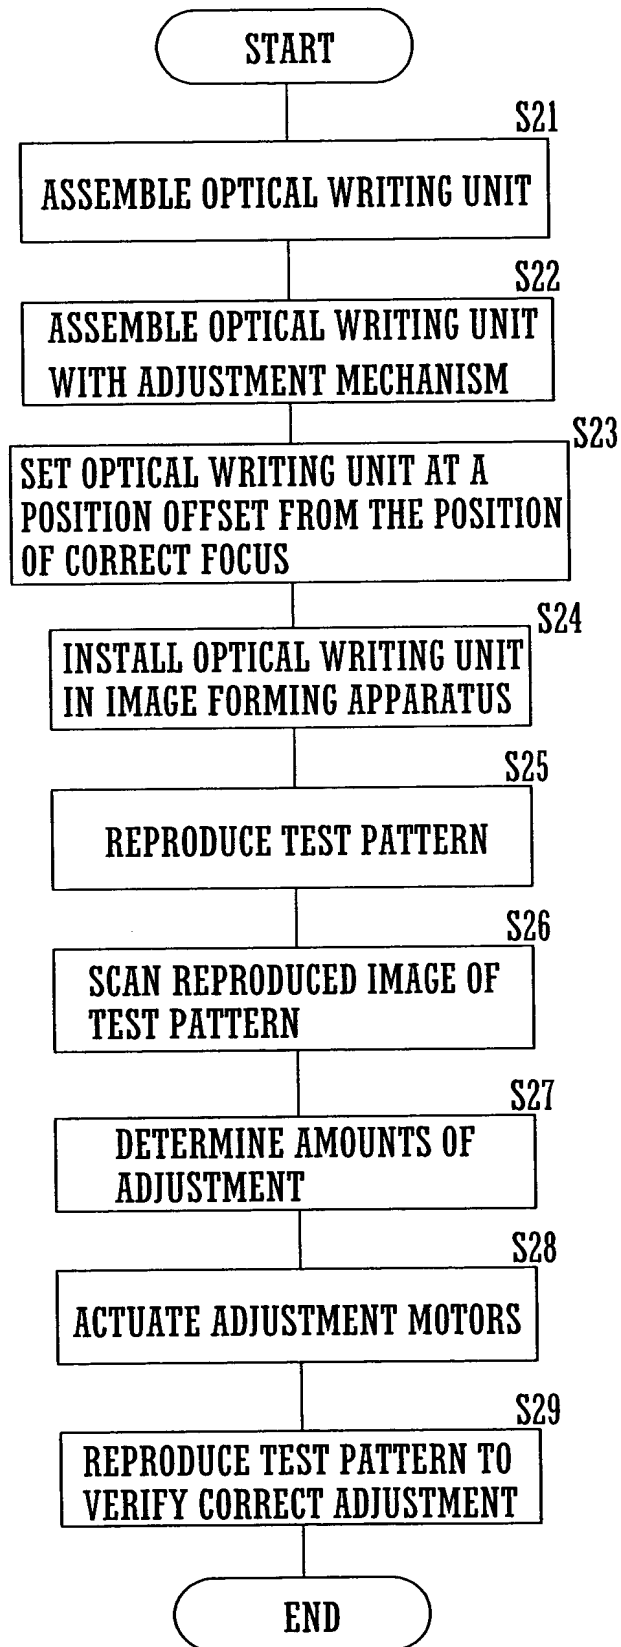 START
S21
ASSEMBLE OPTICAL WRITING UNIT
S22
ASSEMBLE OPTICAL WRITING UNIT
WITH ADJUSTMENT MECHANISM
S23
SET OPTICAL WRITING UNIT AT A
POSITION OFFSET FROM THE POSITION
OF CORRECT FOCUS
S24
INSTALL OPTICAL WRITING UNIT
IN IMAGE FORMING APPARATUS
S25
REPRODUCE TEST PATTERN
S26
SCAN REPRODUCED IMAGE OF
TEST PATTERN
S27
DETERMINE AMOUNTS OF
ADJUSTMENT
S28
ACTUATE ADJUSTMENT MOTORS
S29
REPRODUCE TEST PATTERN TO
VERIFY CORRECT ADJUSTMENT
END